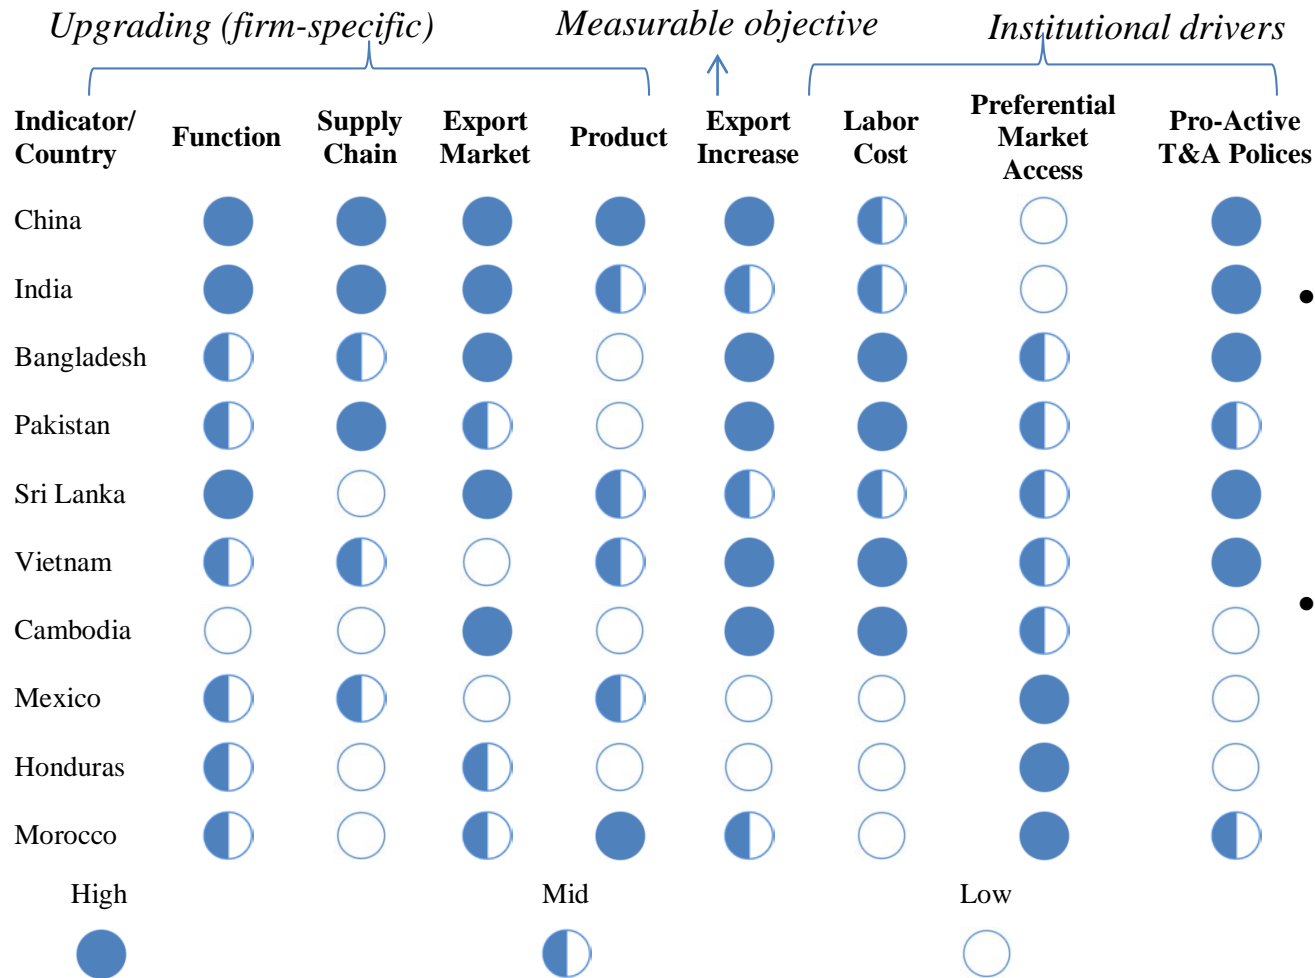 Upgrading (firm-specific) Measurable objective Institutional drivers
Indicator/ Country Function Supply Chain Export Market Product Export Increase Labor Cost Preferential Market Access Pro-Active T&A Polices
China
India
•
Bangladesh
Pakistan
Sri Lanka
Vietnam
•
Cambodia
Mexico
Honduras
Morocco
High Mid Low